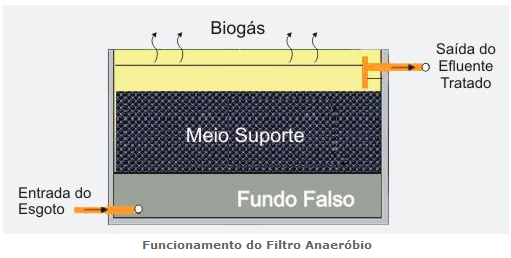 Biogás
Saída do
Efluente
Tratado
Meio Suporte
Entrada do
Esgoto
Fundo Falso
Funcionamento do Filtro Anaeróbio